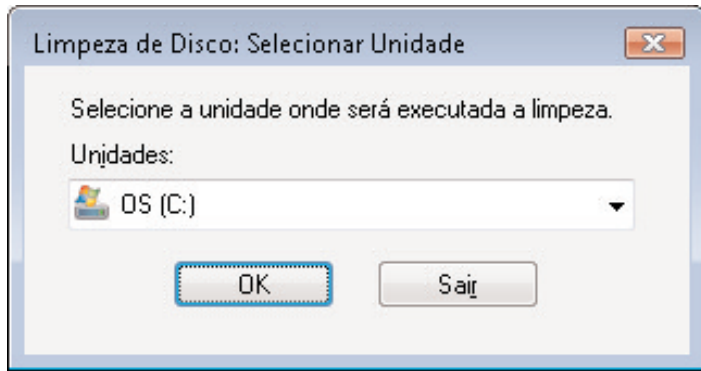 Limpeza de Disco: Selecionar Unidade
Selecione a unidade onde será executada a limpeza.
Unidades:
OS (C:)
OK Sair